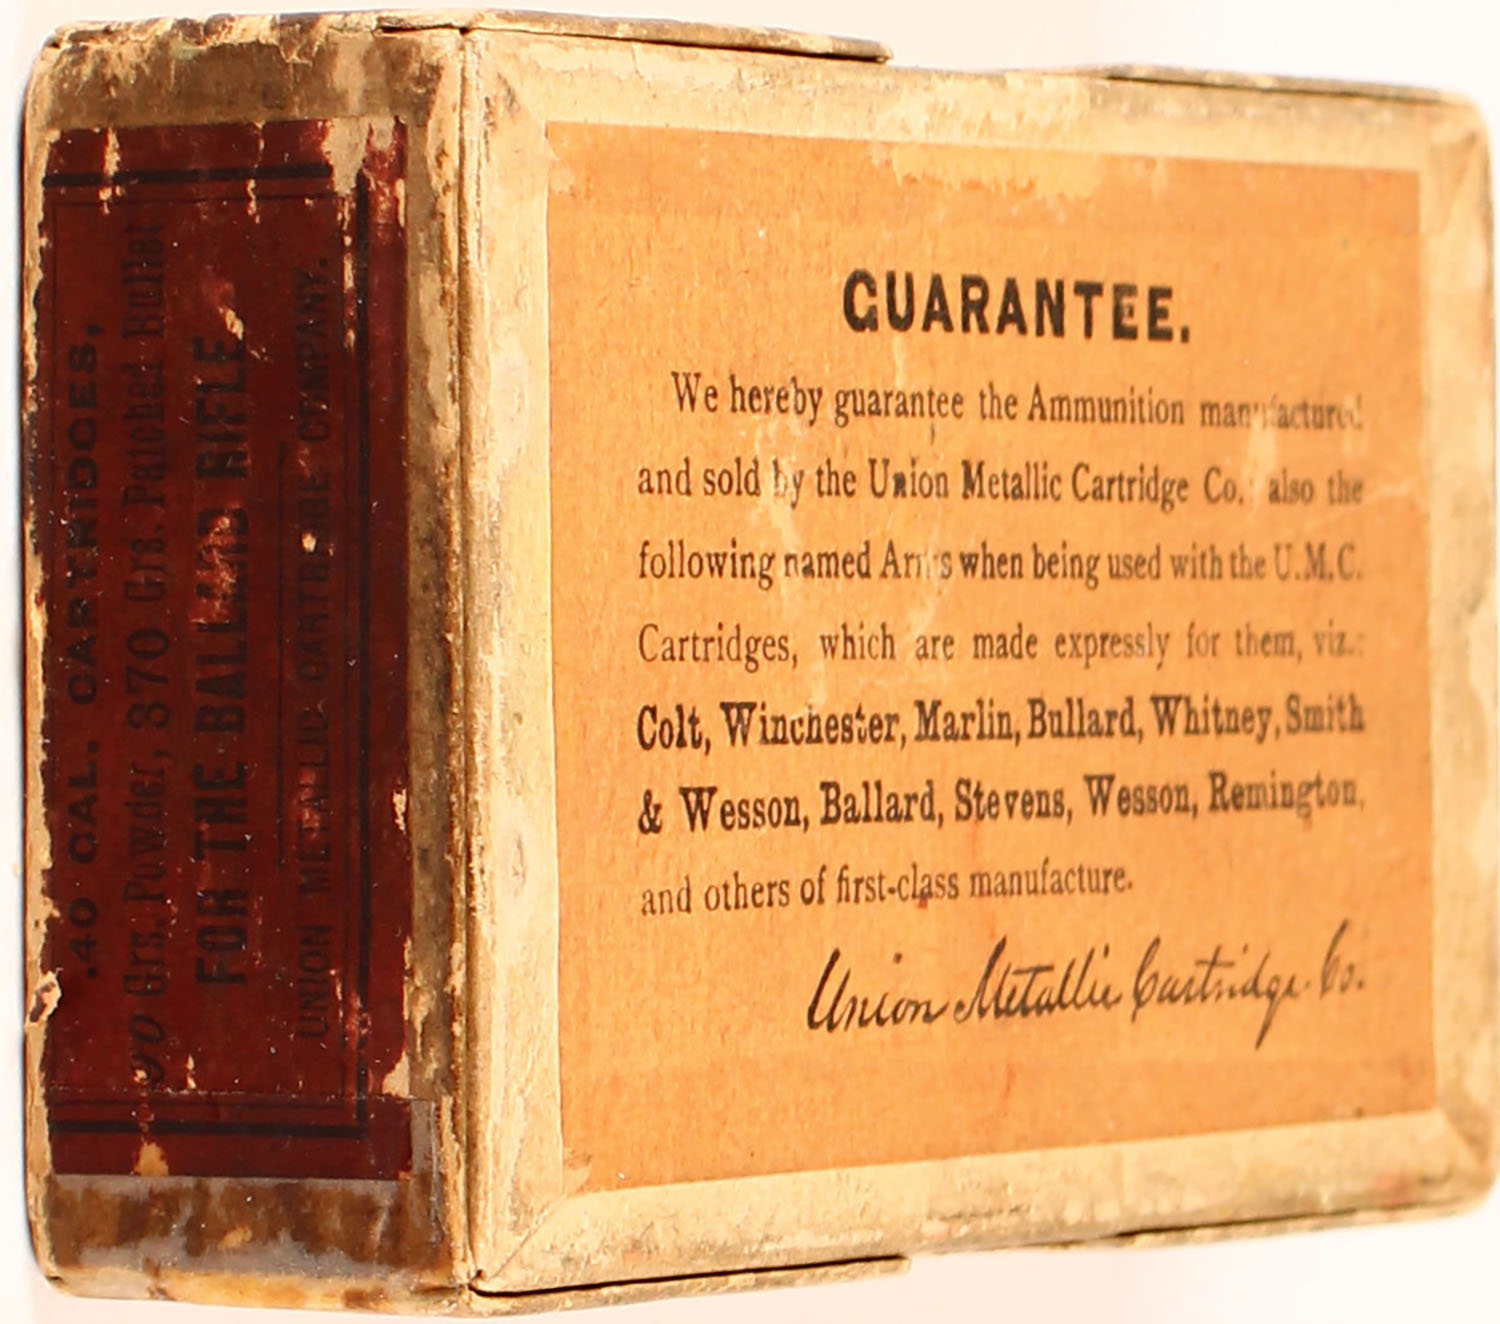 .40 CAL. CARTRIDGES,
90 Grs. Powder, 370 Grs. Patched Bullet
FOR THE BALLARD RIFLE.
UNION METALLIC CARTRIDGE COMPANY.
GUARANTEE.
We hereby guarantee the Ammunition manufactured
and sold by the Union Metallic Cartridge Co. also the
following named Arms when being used with the U.M.C.
Cartridges, which are made expressly for them, viz.:
Colt, Winchester, Marlin, Bullard, Whitney, Smith
& Wesson, Ballard, Stevens, Wesson, Remington,
and others of first-class manufacture.
Union Metallic Cartridge Co.